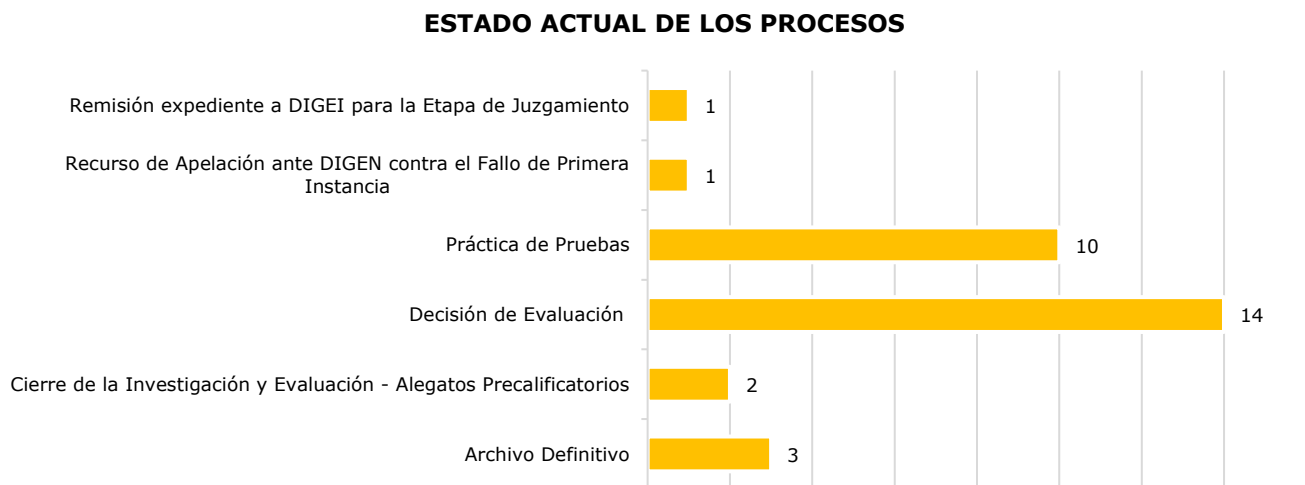 ESTADO ACTUAL DE LOS PROCESOS
Remisión expediente a DIGEI para la Etapa de Juzgamiento
1
Recurso de Apelación ante DIGEN contra el Fallo de Primera
Instancia
1
Práctica de Pruebas
10
Decisión de Evaluación
14
Cierre de la Investigación y Evaluación - Alegatos Precalificatorios
2
Archivo Definitivo
3